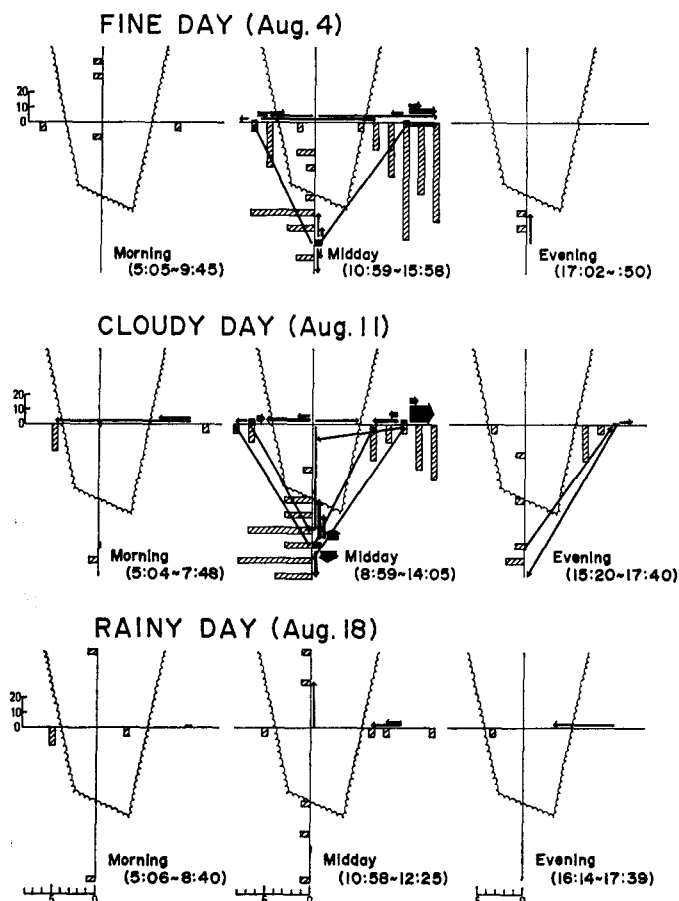 FINE DAY (Aug. 4)
20
10
0
Morning
(5:05~9:45)
Midday
(10:59~15:58)
Evening
(17:02~:50)
CLOUDY DAY (Aug. 11)
20
10
0
Morning
(5:04~7:48)
Midday
(8:59~14:05)
Evening
(15:20~17:40)
RAINY DAY (Aug. 18)
20
10
0
Morning
(5:06~8:40)
Midday
(10:58~12:25)
Evening
(16:14~17:39)
5 0
5 0
5 0